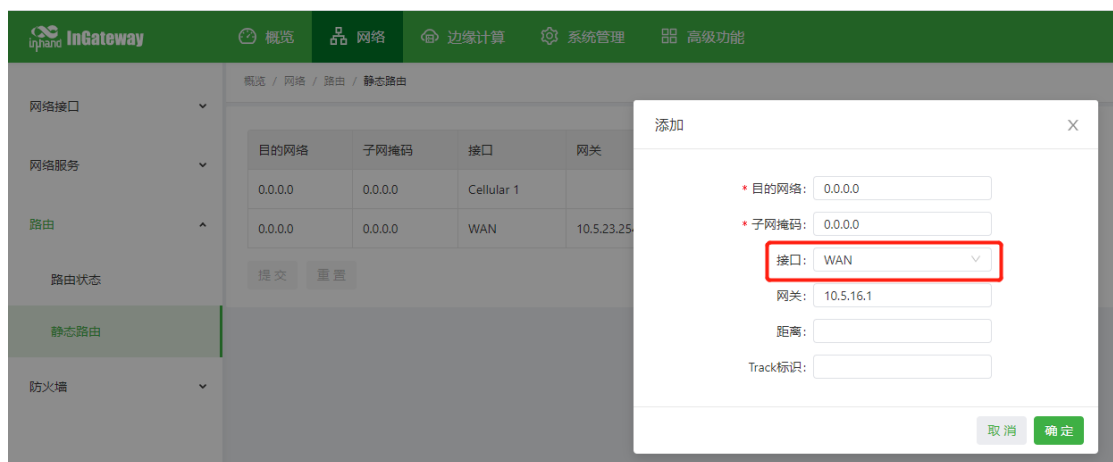 inhand InGateway 概览 网络 边缘计算 系统管理 高级功能
概览 / 网络 / 路由 / 静态路由
网络接口
网络服务
路由
路由状态
静态路由
防火墙
目的网络 子网掩码 接口 网关
0.0.0.0 0.0.0.0 Cellular 1
0.0.0.0 0.0.0.0 WAN 10.5.23.25
提交 重置
添加
* 目的网络: 0.0.0.0
* 子网掩码: 0.0.0.0
接口: WAN
网关: 10.5.16.1
距离:
Track标识:
取消 确定